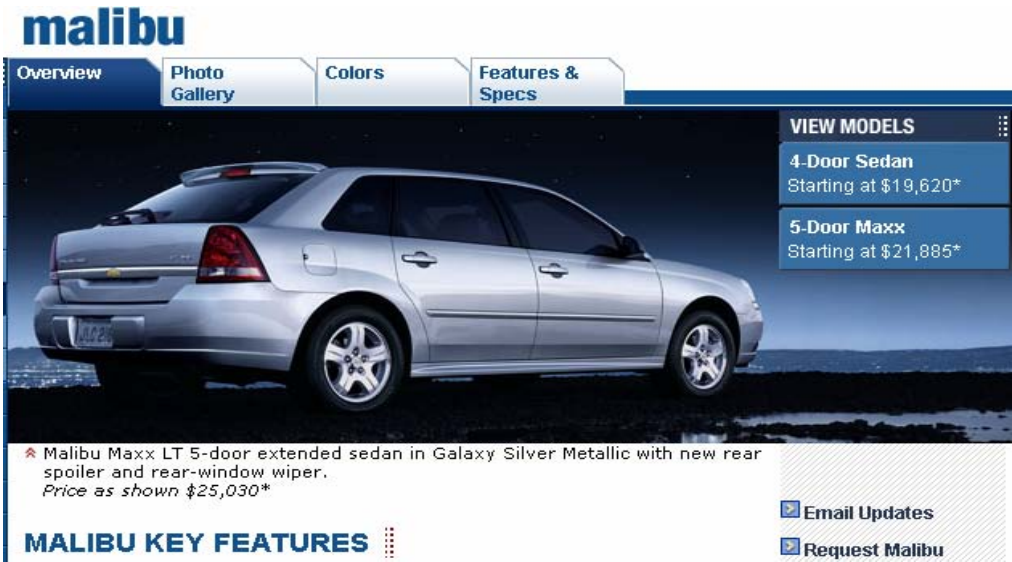 malibu
Overview
Photo
Gallery
Colors
Features &
Specs
VIEW MODELS
4-Door Sedan
Starting at $19,620*
5-Door Maxx
Starting at $21,885*
Malibu Maxx LT 5-door extended sedan in Galaxy Silver Metallic with new rear
spoiler and rear-window wiper.
Price as shown $25,030*
MALIBU KEY FEATURES
Email Updates
Request Malibu